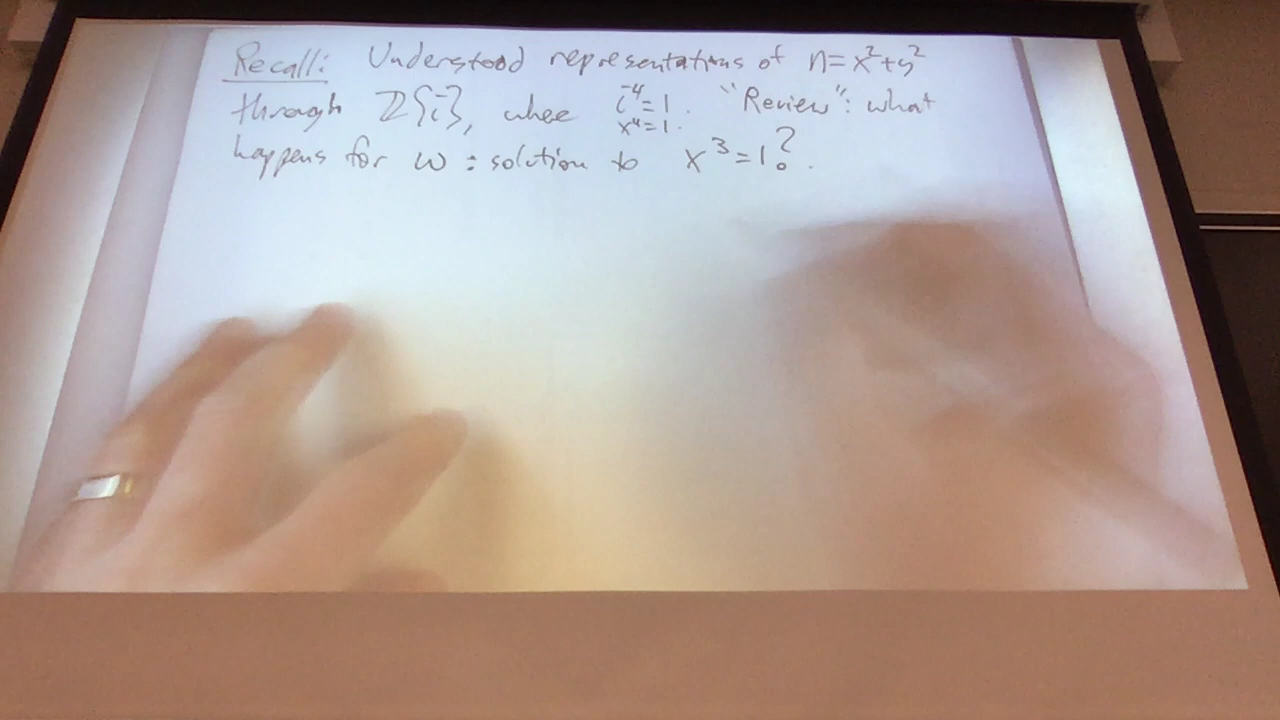 Recall: Understood representations of n=x²+y²
through ℤ[i], whee i⁴=1. "Review": what
x⁴=1.
happens for ω : solution to x³=1?.